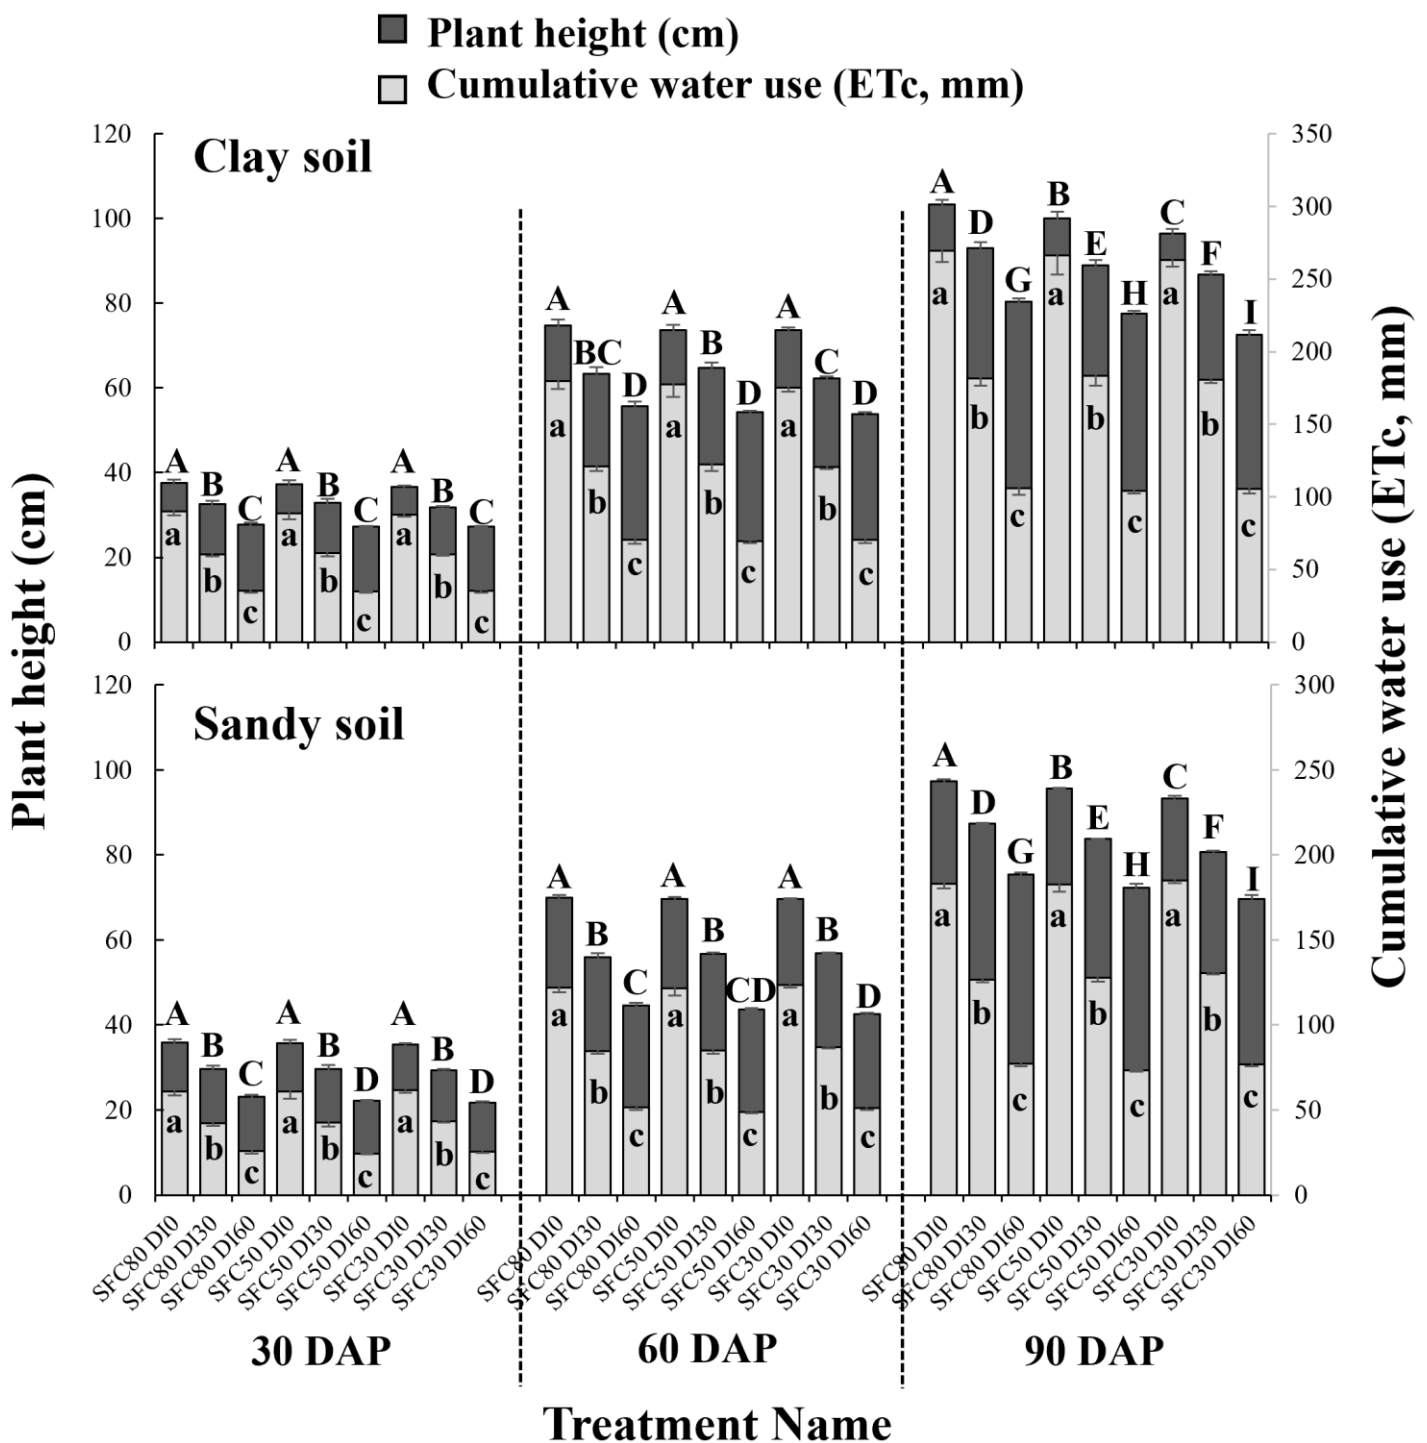 Plant height (cm)
Cumulative water use (ETc, mm)
Clay soil
120
100
80
60
40
20
0
350
300
250
200
150
100
50
0
A B C A B C A B C
a b c a b c a b c
A BC D A B D A C D
a b c a b c a b c
A D G B E H C F I
a b c a b c a b c
Plant height (cm)
Cumulative water use (ETc, mm)
Sandy soil
120
100
80
60
40
20
0
300
250
200
150
100
50
0
A B C A B D A B D
a b c a b c a b c
A B C A B CD A B D
a b c a b c a b c
A D G B E H C F I
a b c a b c a b c
SFC80 DI0
SFC80 DI30
SFC80 DI60
SFC50 DI0
SFC50 DI30
SFC50 DI60
SFC30 DI0
SFC30 DI30
SFC30 DI60
SFC80 DI0
SFC80 DI30
SFC80 DI60
SFC50 DI0
SFC50 DI30
SFC50 DI60
SFC30 DI0
SFC30 DI30
SFC30 DI60
SFC80 DI0
SFC80 DI30
SFC80 DI60
SFC50 DI0
SFC50 DI30
SFC50 DI60
SFC30 DI0
SFC30 DI30
SFC30 DI60
30 DAP
60 DAP
90 DAP
Treatment Name